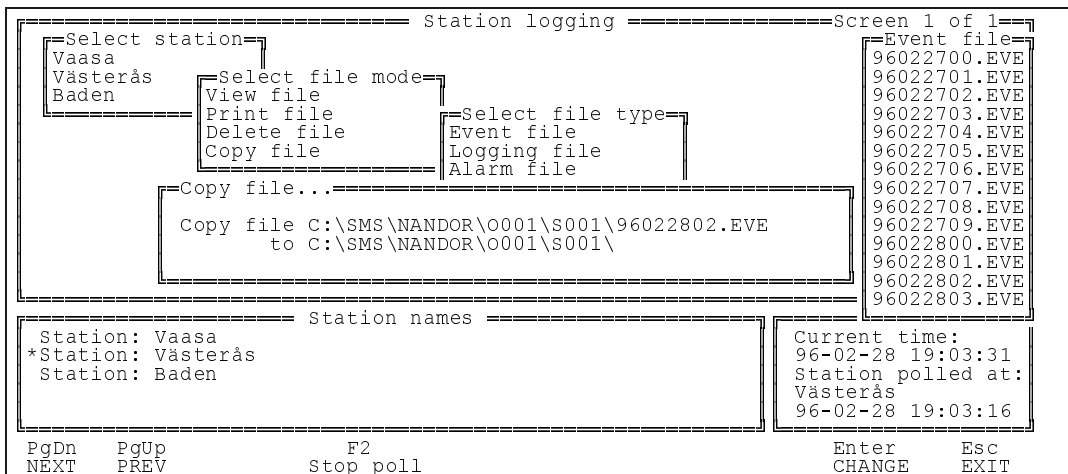 Station logging Screen 1 of 1
Select station
Vaasa
Västerås
Baden
Select file mode
View file
Print file
Delete file
Copy file
Select file type
Event file
Logging file
Alarm file
Event file
96022700.EVE
96022701.EVE
96022702.EVE
96022703.EVE
96022704.EVE
96022705.EVE
96022706.EVE
96022707.EVE
96022708.EVE
96022709.EVE
96022800.EVE
96022801.EVE
96022802.EVE
96022803.EVE
Copy file...
Copy file C:\SMS\NANDOR\O001\S001\96022802.EVE
to C:\SMS\NANDOR\O001\S001\
Station names
Station: Vaasa
*Station: Västerås
Station: Baden
Current time:
96-02-28 19:03:31
Station polled at:
Västerås
96-02-28 19:03:16
PgDn PgUp F2 Enter Esc
NEXT PREV Stop poll CHANGE EXIT